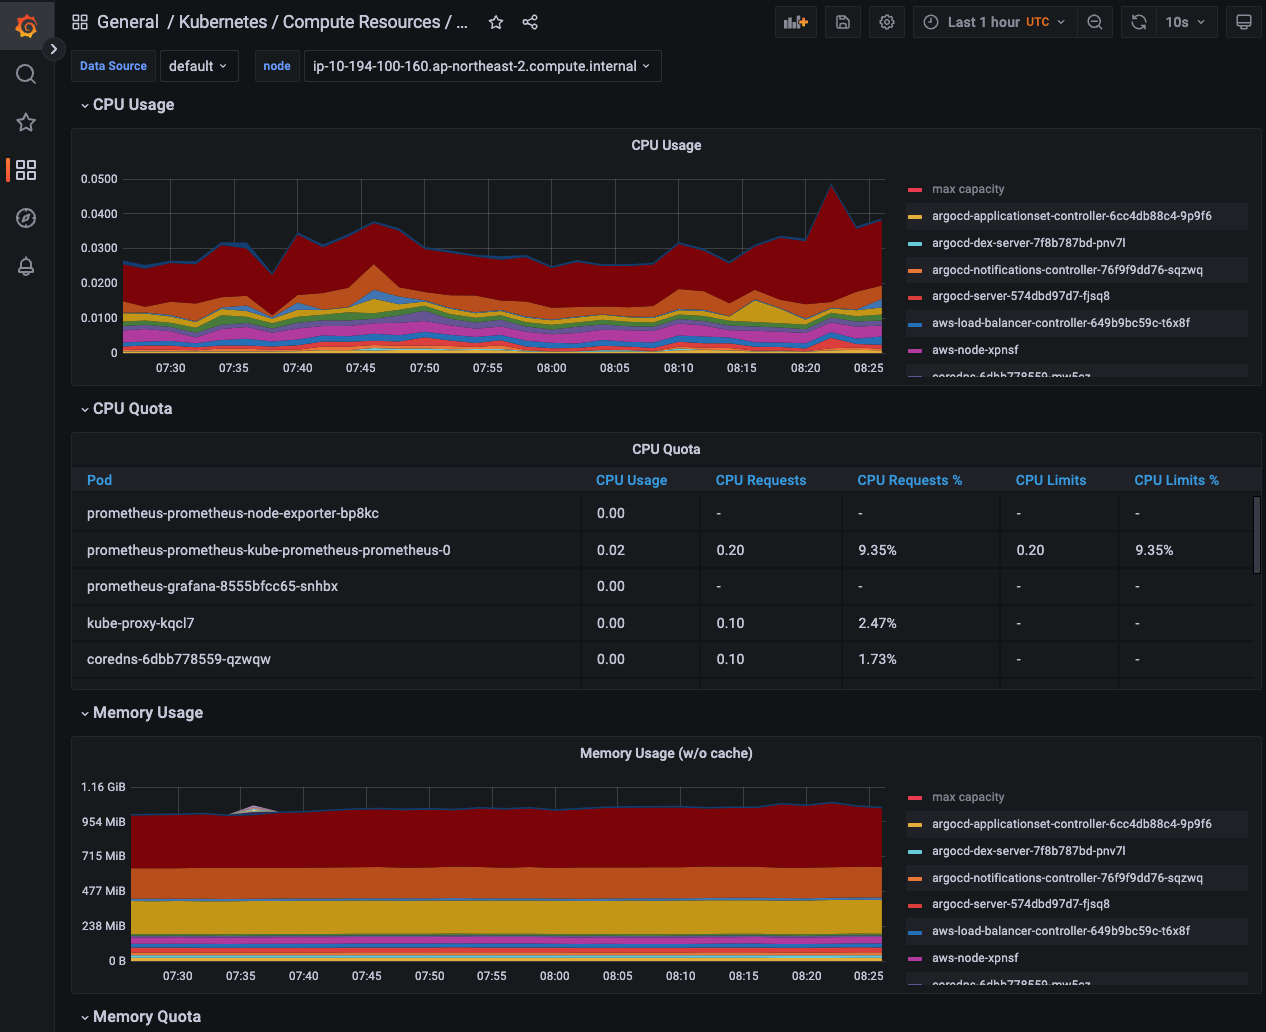 General / Kubernetes / Compute Resources / ...
Last 1 hour UTC
10s
Data Source default node ip-10-194-100-160.ap-northeast-2.compute.internal
CPU Usage
CPU Usage
0.0500
0.0400
0.0300
0.0200
0.0100
0
07:30 07:35 07:40 07:45 07:50 07:55 08:00 08:05 08:10 08:15 08:20 08:25
max capacity
argocd-applicationset-controller-6cc4db88c4-9p9f6
argocd-dex-server-7f8b787bd-pnv7l
argocd-notifications-controller-76f9f9dd76-sqzwq
argocd-server-574dbd97d7-fjsq8
aws-load-balancer-controller-649b9bc59c-t6x8f
aws-node-xpnsf
coredns-6dbb778559-mw5cz
CPU Quota
CPU Quota
Pod CPU Usage CPU Requests CPU Requests % CPU Limits CPU Limits %
prometheus-prometheus-node-exporter-bp8kc 0.00 - - - -
prometheus-prometheus-kube-prometheus-prometheus-0 0.02 0.20 9.35% 0.20 9.35%
prometheus-grafana-8555bfcc65-snhbx 0.00 - - - -
kube-proxy-kqcl7 0.00 0.10 2.47% - -
coredns-6dbb778559-qzwqw 0.00 0.10 1.73% - -
Memory Usage
Memory Usage (w/o cache)
1.16 GiB
954 MiB
715 MiB
477 MiB
238 MiB
0 B
07:30 07:35 07:40 07:45 07:50 07:55 08:00 08:05 08:10 08:15 08:20 08:25
max capacity
argocd-applicationset-controller-6cc4db88c4-9p9f6
argocd-dex-server-7f8b787bd-pnv7l
argocd-notifications-controller-76f9f9dd76-sqzwq
argocd-server-574dbd97d7-fjsq8
aws-load-balancer-controller-649b9bc59c-t6x8f
aws-node-xpnsf
coredns-6dbb778559-mw5cz
Memory Quota